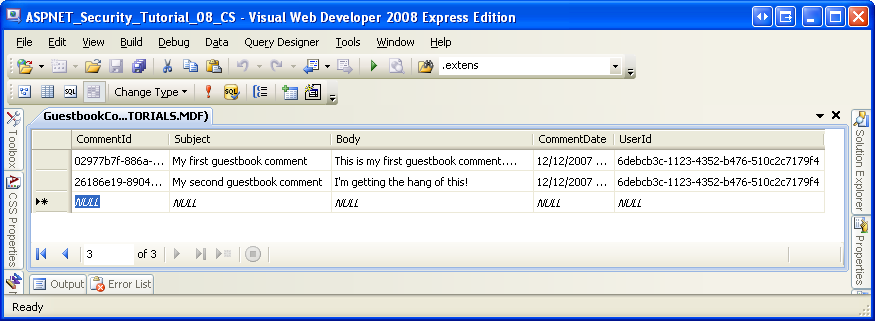 ASPNET_Security_Tutorial_08_CS - Visual Web Developer 2008 Express Edition
File Edit View Build Debug Data Query Designer Tools Window Help
.extens
SQL Change Type SQL
GuestbookCo...TORIALS.MDF)
CommentId Subject Body CommentDate UserId
02977b7f-886a-... My first guestbook comment This is my first guestbook comment.... 12/12/2007 ... 6debcb3c-1123-4352-b476-510c2c7179f4
26186e19-8904... My second guestbook comment I'm getting the hang of this! 12/12/2007 ... 6debcb3c-1123-4352-b476-510c2c7179f4
NULL NULL NULL NULL NULL
3 of 3
Toolbox
CSS Properties
Solution Explorer
Properties
Output Error List
Ready